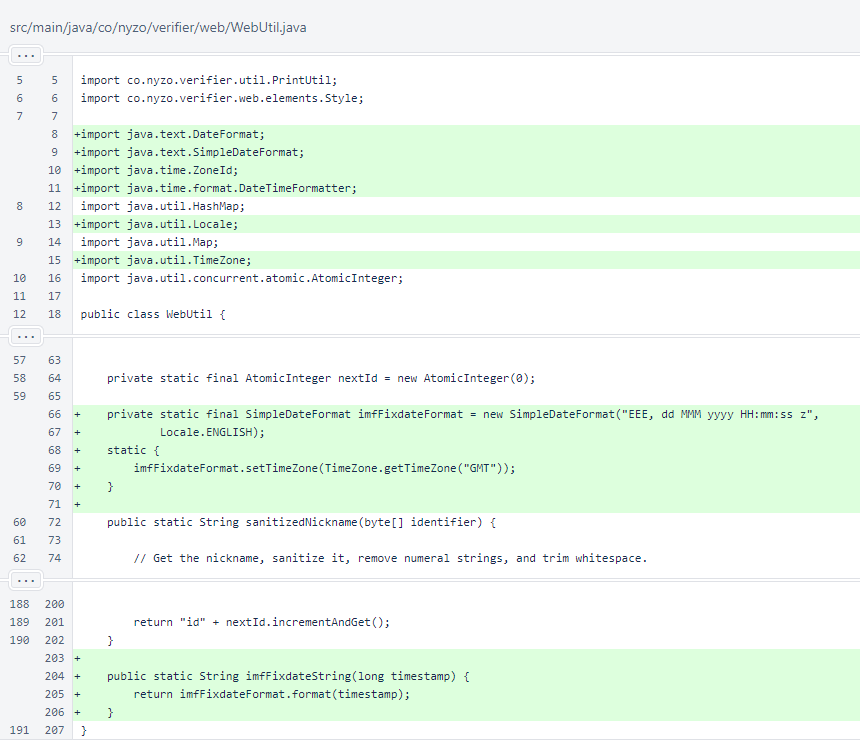 src/main/java/co/nyzo/verifier/web/WebUtil.java
...
5 5 import co.nyzo.verifier.util.PrintUtil;
6 6 import co.nyzo.verifier.web.elements.Style;
7 7
8 +import java.text.DateFormat;
9 +import java.text.SimpleDateFormat;
10 +import java.time.ZoneId;
11 +import java.time.format.DateTimeFormatter;
8 12 import java.util.HashMap;
13 +import java.util.Locale;
9 14 import java.util.Map;
15 +import java.util.TimeZone;
10 16 import java.util.concurrent.atomic.AtomicInteger;
11 17
12 18 public class WebUtil {
...
57 63
58 64 private static final AtomicInteger nextId = new AtomicInteger(0);
59 65
66 + private static final SimpleDateFormat imfFixdateFormat = new SimpleDateFormat("EEE, dd MMM yyyy HH:mm:ss z",
67 + Locale.ENGLISH);
68 + static {
69 + imfFixdateFormat.setTimeZone(TimeZone.getTimeZone("GMT"));
70 + }
71 +
60 72 public static String sanitizedNickname(byte[] identifier) {
61 73
62 74 // Get the nickname, sanitize it, remove numeral strings, and trim whitespace.
...
188 200
189 201 return "id" + nextId.incrementAndGet();
190 202 }
203 +
204 + public static String imfFixdateString(long timestamp) {
205 + return imfFixdateFormat.format(timestamp);
206 + }
191 207 }